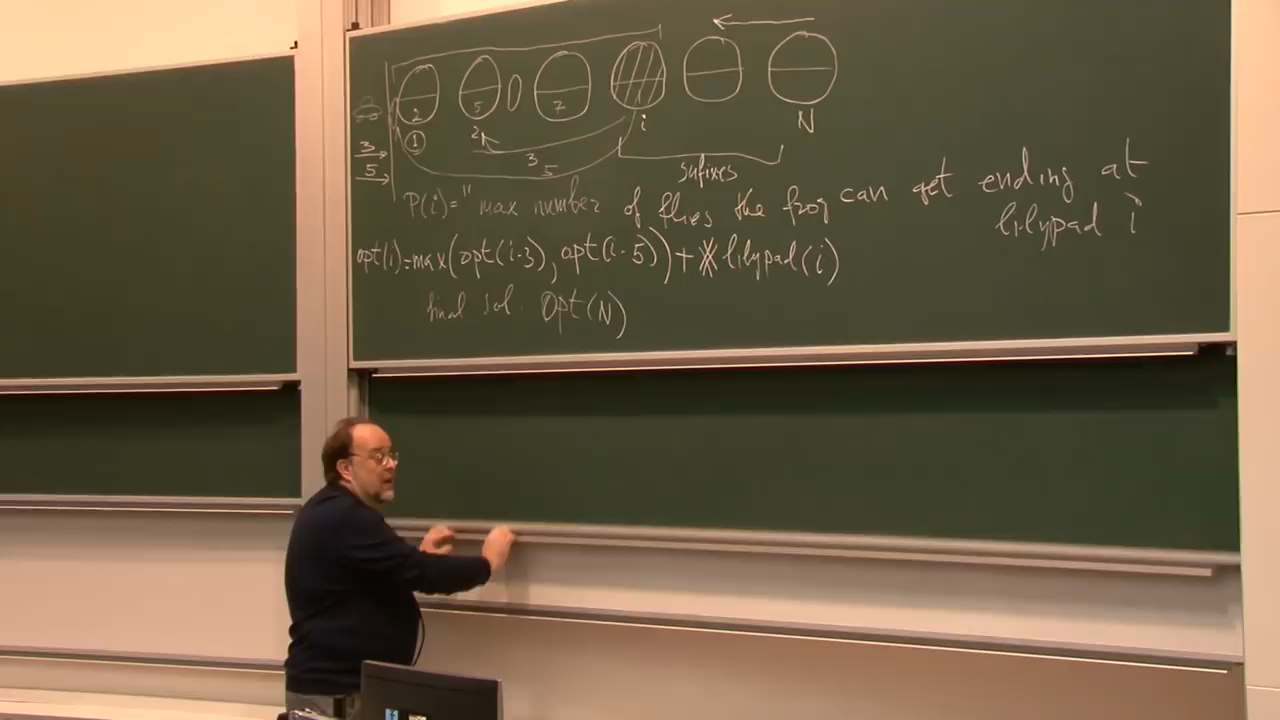 2 5 7 i N
1 2
3 3
5 5
sufixes
P(i)=" max number of flies the frog can get ending at
lilypad i
opt(i)=max(opt(i-3), opt(i-5))+ lilypad(i)
final sol. opt(N)